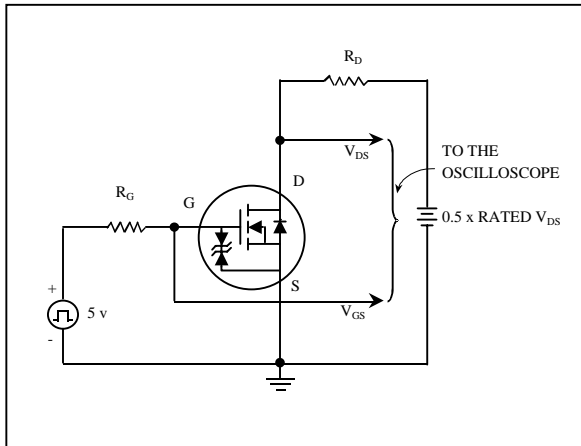 R_D
V_DS
TO THE
OSCILLOSCOPE
D
R_G
G
0.5 x RATED V_DS
S
+
5 v
-
V_GS